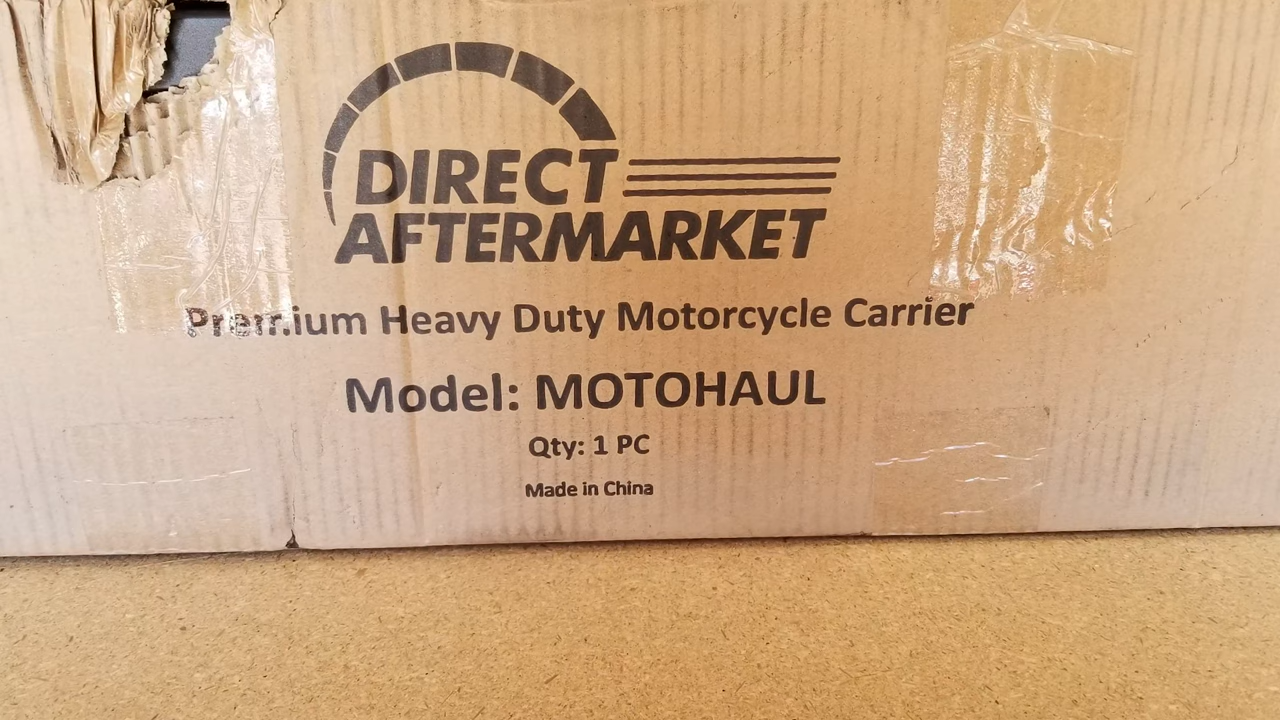 DIRECT
AFTERMARKET
Premium Heavy Duty Motorcycle Carrier
Model: MOTOHAUL
Qty: 1 PC
Made in China